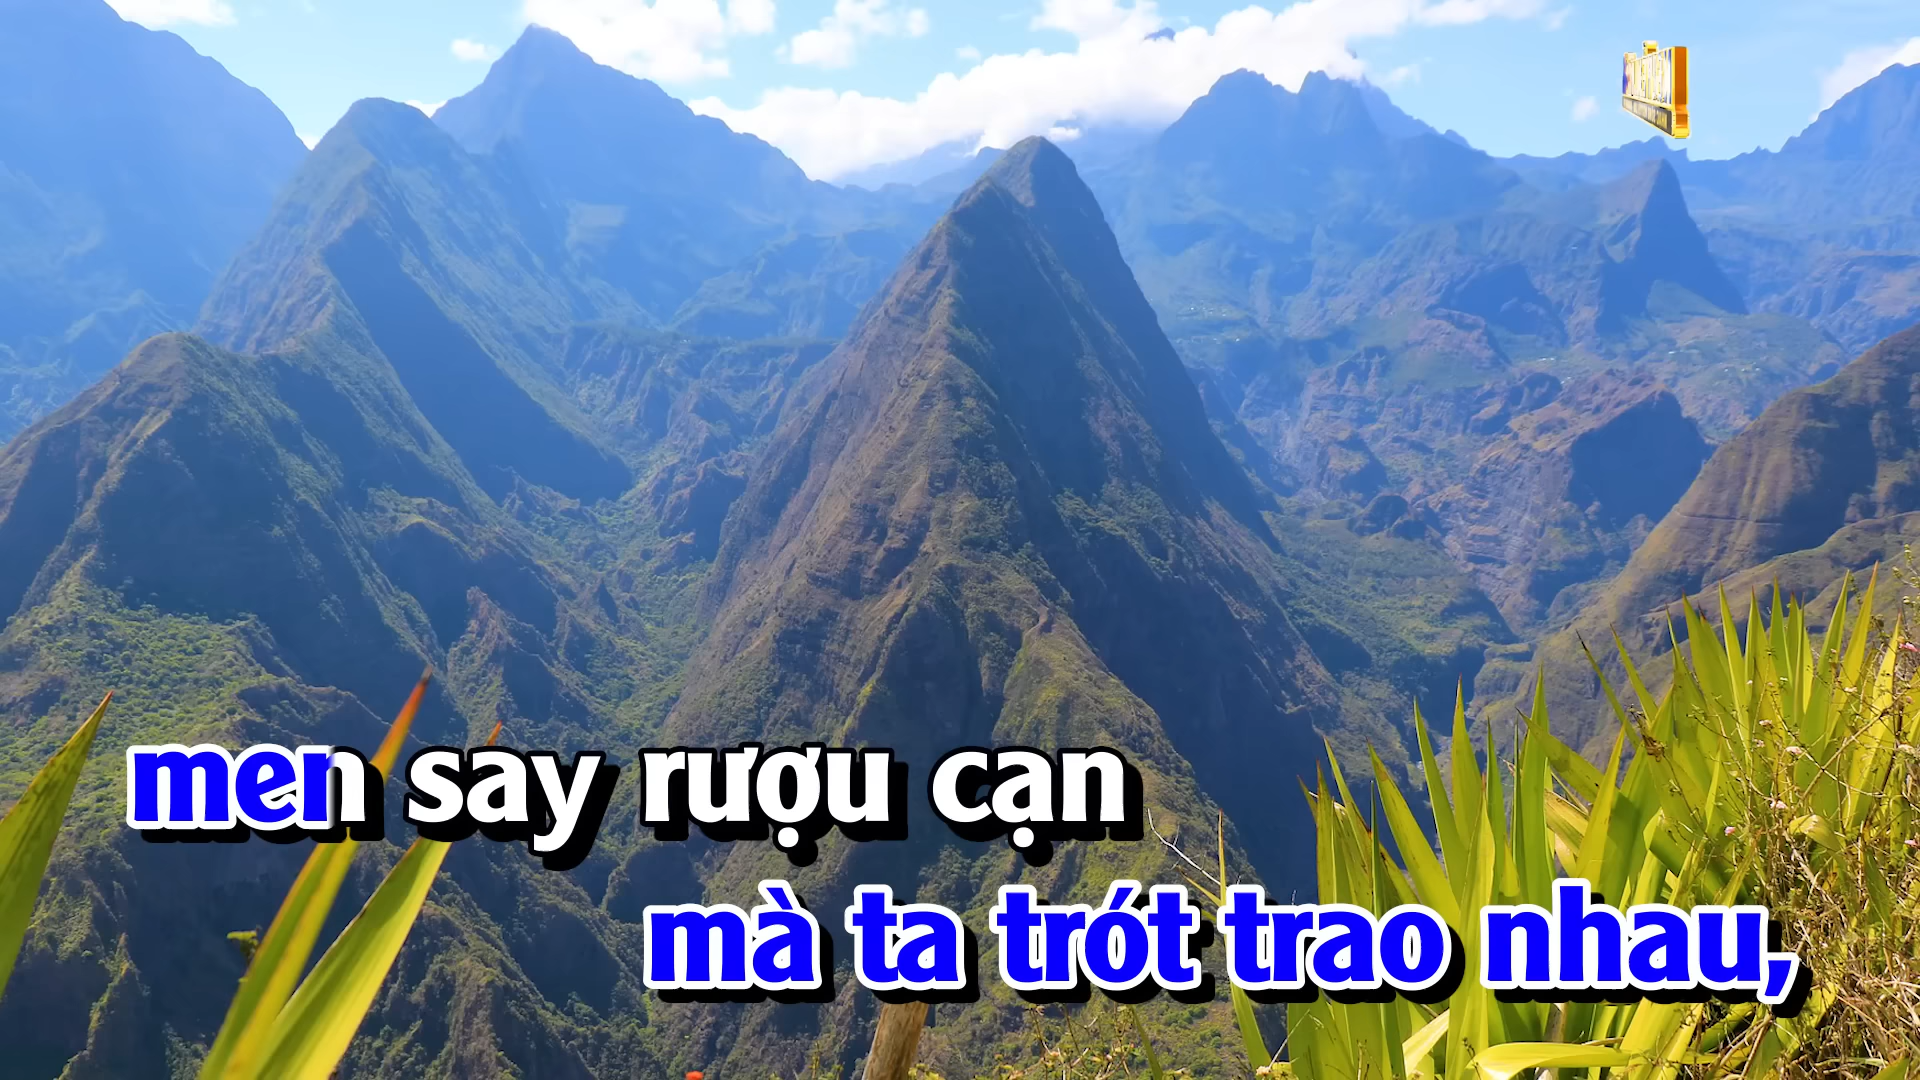 men say rượu cạn
mà ta trót trao nhau,